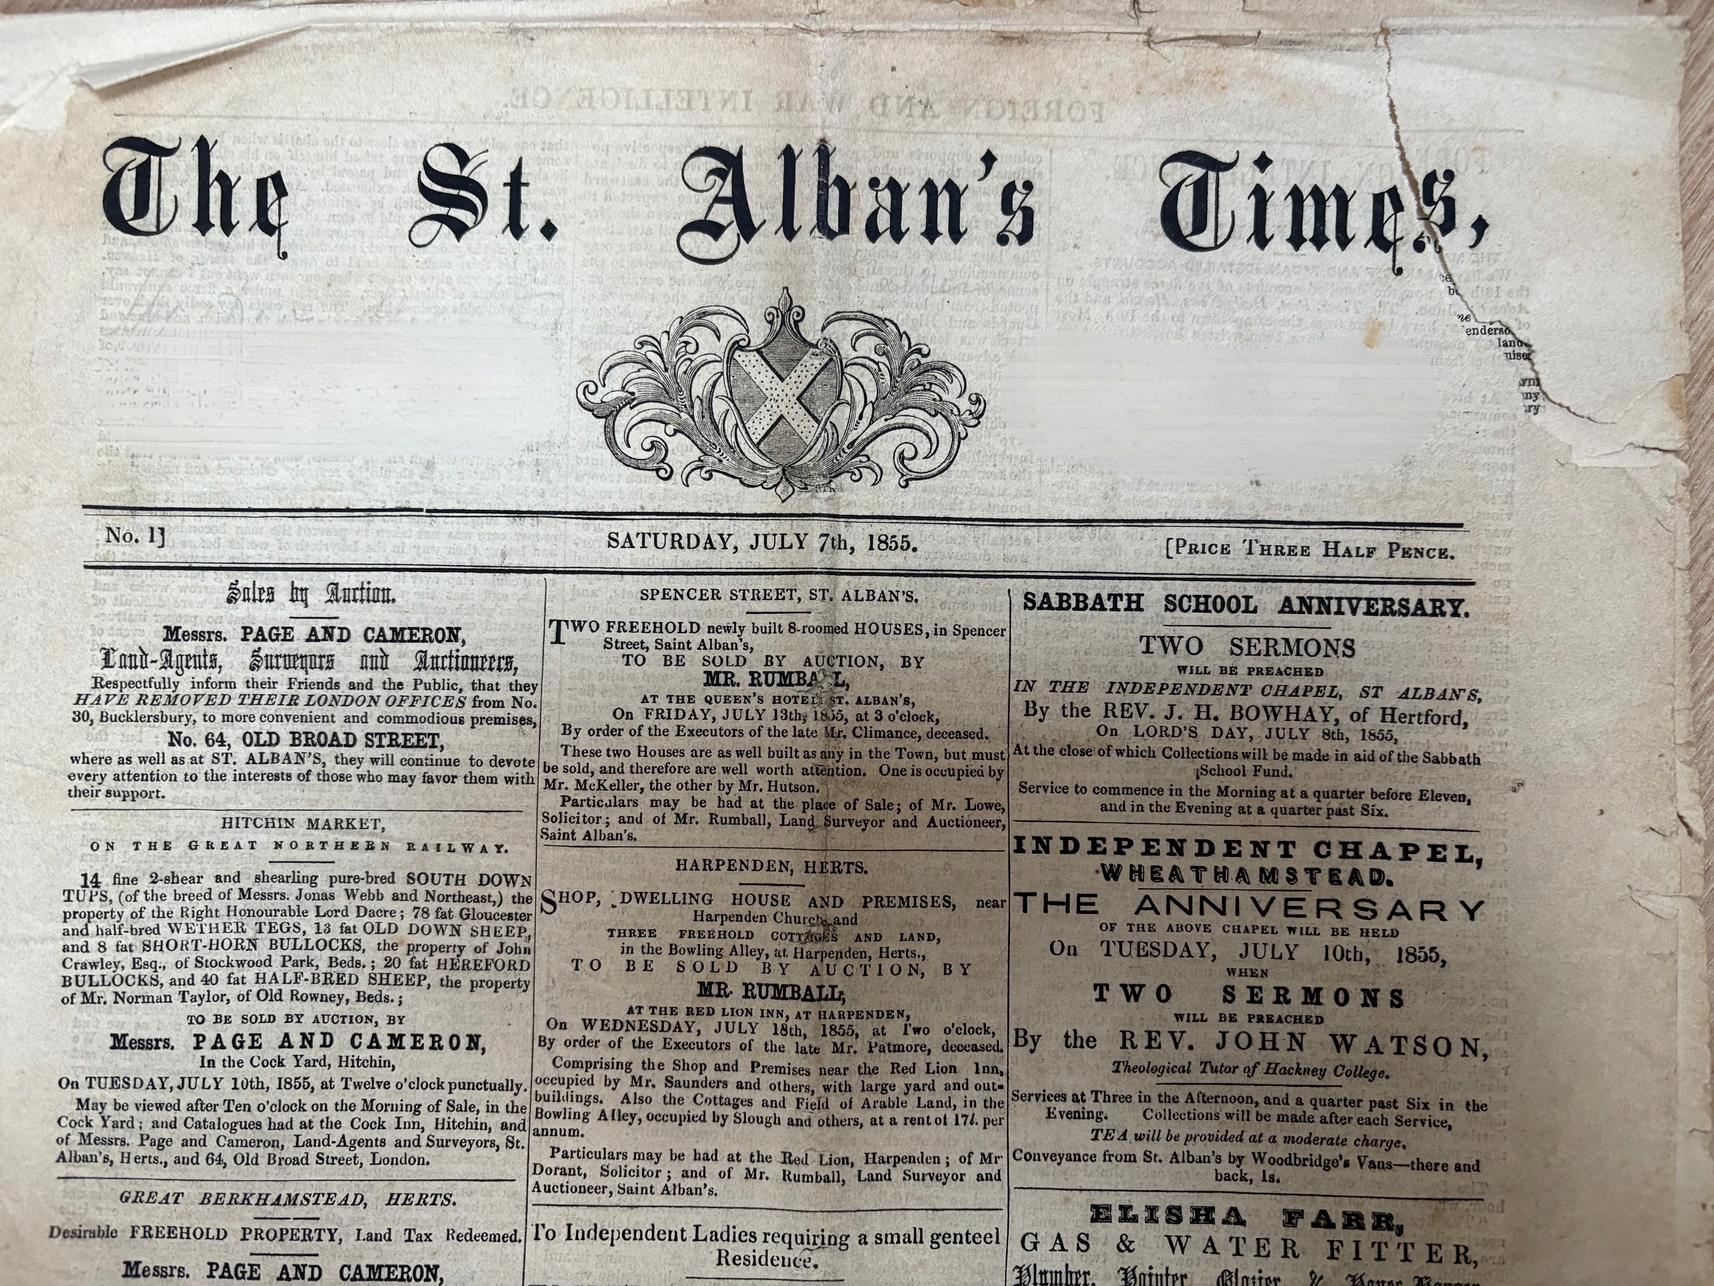 The St. Alban's Times,
No. 1]
SATURDAY, JULY 7th, 1855.
[PRICE THREE HALF PENCE.
Sales by Auction.
Messrs. PAGE AND CAMERON,
Land-Agents, Surveyors and Auctioneers,
Respectfully inform their Friends and the Public, that they
HAVE REMOVED THEIR LONDON OFFICES from No.
30, Bucklersbury, to more convenient and commodious premises,
No. 64, OLD BROAD STREET,
where as well as at ST. ALBAN'S, they will continue to devote
every attention to the interests of those who may favor them with
their support.
HITCHIN MARKET,
ON THE GREAT NORTHERN RAILWAY.
14 fine 2-shear and shearling pure-bred SOUTH DOWN
TUPS, (of the breed of Messrs. Jonas Webb and Northeast,) the
property of the Right Honourable Lord Dacre; 78 fat Gloucester
and half-bred WETHER TEGS, 13 fat OLD DOWN SHEEP,
and 8 fat SHORT-HORN BULLOCKS, the property of John
Crawley, Esq., of Stockwood Park, Beds.; 20 fat HEREFORD
BULLOCKS, and 40 fat HALF-BRED SHEEP, the property
of Mr. Norman Taylor, of Old Rowney, Beds.;
TO BE SOLD BY AUCTION, BY
Messrs. PAGE AND CAMERON,
In the Cock Yard, Hitchin,
On TUESDAY, JULY 10th, 1855, at Twelve o'clock punctually.
May be viewed after Ten o'clock on the Morning of Sale, in the
Cock Yard; and Catalogues had at the Cock Inn, Hitchin, and
of Messrs. Page and Cameron, Land-Agents and Surveyors, St.
Alban's, Herts., and 64, Old Broad Street, London.
GREAT BERKHAMSTEAD, HERTS.
Desirable FREEHOLD PROPERTY, Land Tax Redeemed.
Messrs. PAGE AND CAMERON,
SPENCER STREET, ST. ALBAN'S.
TWO FREEHOLD newly built 8-roomed HOUSES, in Spencer
Street, Saint Alban's,
TO BE SOLD BY AUCTION, BY
MR. RUMBALL,
AT THE QUEEN'S HOTEL ST. ALBAN'S,
On FRIDAY, JULY 13th, 1855, at 3 o'clock,
By order of the Executors of the late Mr. Climance, deceased.
These two Houses are as well built as any in the Town, but must
be sold, and therefore are well worth attention. One is occupied by
Mr. McKeller, the other by Mr. Hutson.
Particulars may be had at the place of Sale; of Mr. Lowe,
Solicitor; and of Mr. Rumball, Land Surveyor and Auctioneer,
Saint Alban's.
HARPENDEN, HERTS.
SHOP, DWELLING HOUSE AND PREMISES, near
Harpenden Church, and
THREE FREEHOLD COTTAGES AND LAND,
in the Bowling Alley, at Harpenden, Herts.,
TO BE SOLD BY AUCTION, BY
MR. RUMBALL,
AT THE RED LION INN, AT HARPENDEN,
On WEDNESDAY, JULY 18th, 1855, at Two o'clock,
By order of the Executors of the late Mr. Patmore, deceased.
Comprising the Shop and Premises near the Red Lion Inn,
occupied by Mr. Saunders and others, with large yard and out-
buildings. Also the Cottages and Field of Arable Land, in the
Bowling Alley, occupied by Slough and others, at a rent of 17l. per
annum.
Particulars may be had at the Red Lion, Harpenden; of Mr
Dorant, Solicitor; and of Mr. Rumball, Land Surveyor and
Auctioneer, Saint Alban's.
To Independent Ladies requiring a small genteel
Residence.
SABBATH SCHOOL ANNIVERSARY.
TWO SERMONS
WILL BE PREACHED
IN THE INDEPENDENT CHAPEL, ST ALBAN'S,
By the REV. J. H. BOWHAY, of Hertford,
On LORD'S DAY, JULY 8th, 1855,
At the close of which Collections will be made in aid of the Sabbath
School Fund.
Service to commence in the Morning at a quarter before Eleven,
and in the Evening at a quarter past Six.
INDEPENDENT CHAPEL,
WHEATHAMSTEAD.
THE ANNIVERSARY
OF THE ABOVE CHAPEL WILL BE HELD
On TUESDAY, JULY 10th, 1855,
WHEN
TWO SERMONS
WILL BE PREACHED
By the REV. JOHN WATSON,
Theological Tutor of Hackney College.
Services at Three in the Afternoon, and a quarter past Six in the
Evening. Collections will be made after each Service,
TEA will be provided at a moderate charge.
Conveyance from St. Alban's by Woodbridge's Vans—there and
back, 1s.
ELISHA FARR,
GAS & WATER FITTER,
Plumber, Painter, Glazier, &